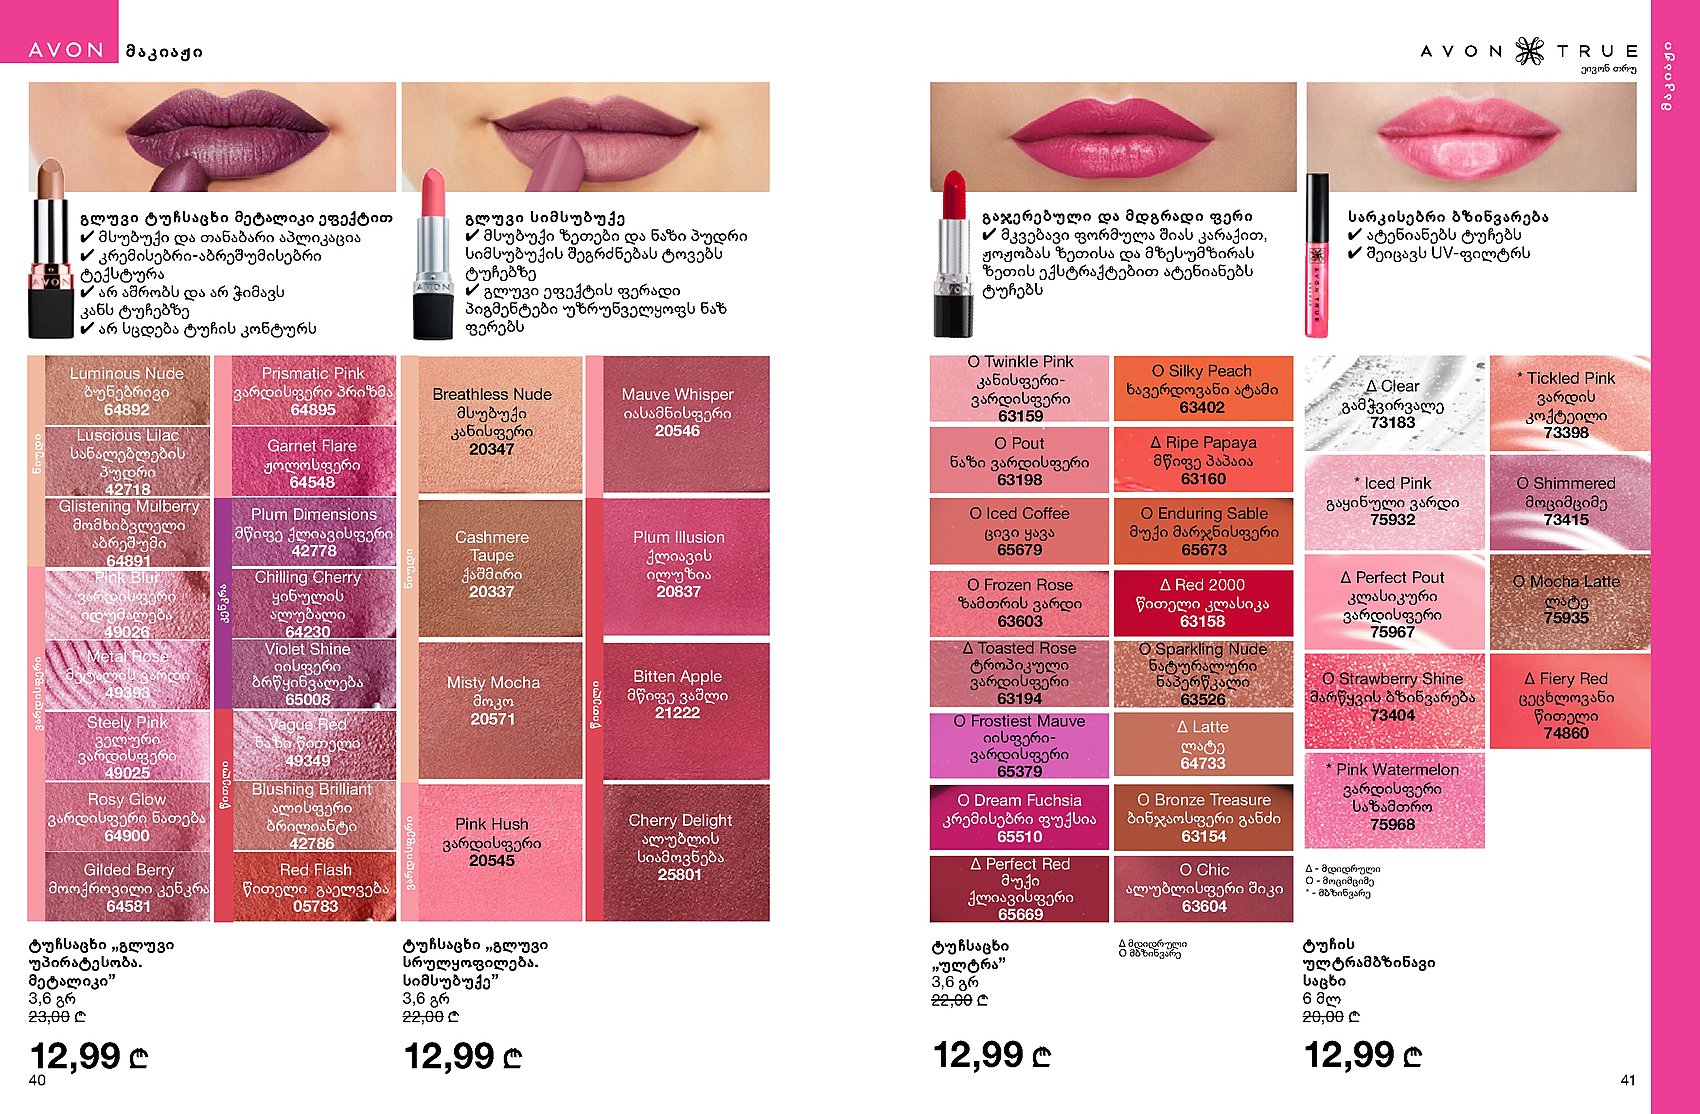 AVON მაკიაჟი
AVON TRUE
ეივონ თრუ
მაკიაჟი
გლუვი ტუჩსაცხი მეტალიკი ეფექტით
✔ მსუბუქი და თანაბარი აპლიკაცია
✔ კრემისებრი-აბრეშუმისებრი
ტექსტურა
✔ არ აშრობს და არ ჭიმავს
კანს ტუჩებზე
✔ არ სცდება ტუჩის კონტურს
გლუვი სიმსუბუქე
✔ მსუბუქი ზეთები და ნაზი პუდრი
სიმსუბუქის შეგრძნებას ტოვებს
ტუჩებზე
✔ გლუვი ეფექტის ფერადი
პიგმენტები უზრუნველყოფს ნაზ
ფერებს
გაჯერებული და მდგრადი ფერი
✔ მკვებავი ფორმულა შიას კარაქით,
ჟოჟობას ზეთისა და მზესუმზირას
ზეთის ექსტრაქტებით ატენიანებს
ტუჩებს
სარკისებრი ბზინვარება
✔ ატენიანებს ტუჩებს
✔ შეიცავს UV-ფილტრს
ნიუდი
Luminous Nude
ბუნებრივი
64892
Luscious Lilac
სანალებლების
პუდრი
42718
Glistening Mulberry
მომხიბვლელი
აბრეშუმი
64891
ვარდისფერი
Pink Blur
ვარდისფერი
იდუმალება
49026
Metal Rose
მეტალის ვარდი
49393
Steely Pink
ველური
ვარდისფერი
49025
Rosy Glow
ვარდისფერი ნათება
64900
Gilded Berry
მოოქროვილი კენკრა
64581
Prismatic Pink
ვარდისფერი პრიზმა
64895
Garnet Flare
ჟოლოსფერი
64548
კენკრა
Plum Dimensions
მწიფე ქლიავისფერი
42778
Chilling Cherry
ყინულის
ალუბალი
64230
Violet Shine
იისფერი
ბრწყინვალება
65008
წითელი
Vague Red
ნაზი წითელი
49349
Blushing Brilliant
ალისფერი
ბრილიანტი
42786
Red Flash
წითელი გაელვება
05783
ნიუდი
Breathless Nude
მსუბუქი
კანისფერი
20347
Cashmere
Taupe
ქაშმირი
20337
Misty Mocha
მოკო
20571
ვარდისფერი
Pink Hush
ვარდისფერი
20545
Mauve Whisper
იასამნისფერი
20546
წითელი
Plum Illusion
ქლიავის
ილუზია
20837
Bitten Apple
მწიფე ვაშლი
21222
Cherry Delight
ალუბლის
სიამოვნება
25801
O Twinkle Pink
კანისფერი-
ვარდისფერი
63159
O Pout
ნაზი ვარდისფერი
63198
O Iced Coffee
ცივი ყავა
65679
O Frozen Rose
ზამთრის ვარდი
63603
Δ Toasted Rose
ტროპიკული
ვარდისფერი
63194
O Frostiest Mauve
იისფერი-
ვარდისფერი
65379
O Dream Fuchsia
კრემისებრი ფუქსია
65510
Δ Perfect Red
მუქი
ქლიავისფერი
65669
O Silky Peach
ხავერდოვანი ატამი
63402
Δ Ripe Papaya
მწიფე პაპაია
63160
O Enduring Sable
მუქი მარჯნისფერი
65673
Δ Red 2000
წითელი კლასიკა
63158
O Sparkling Nude
ნატურალური
ნაპერწკალი
63526
Δ Latte
ლატე
64733
O Bronze Treasure
ბინჯაოსფერი განძი
63154
O Chic
ალუბლისფერი შიკი
63604
Δ Clear
გამჭვირვალე
73183
* Iced Pink
გაყინული ვარდი
75932
Δ Perfect Pout
კლასიკური
ვარდისფერი
75967
O Strawberry Shine
მარწყვის ბზინვარება
73404
* Pink Watermelon
ვარდისფერი
საზამთრო
75968
* Tickled Pink
ვარდის
კოქტეილი
73398
O Shimmered
მოციმციმე
73415
O Mocha Latte
ლატე
75935
Δ Fiery Red
ცეცხლოვანი
წითელი
74860
Δ - მდიდრული
O - მოციმციმე
* - მბზინვარე
ტუჩსაცხი „გლუვი
უპირატესობა.
მეტალიკი”
3,6 გრ
23,00 ₾
12,99 ₾
40
ტუჩსაცხი „გლუვი
სრულყოფილება.
სიმსუბუქე”
3,6 გრ
22,00 ₾
12,99 ₾
ტუჩსაცხი
„ულტრა”
3,6 გრ
22,00 ₾
12,99 ₾
Δ მდიდრული
O მბზინვარე
ტუჩის
ულტრამბზინავი
საცხი
6 მლ
20,00 ₾
12,99 ₾
41